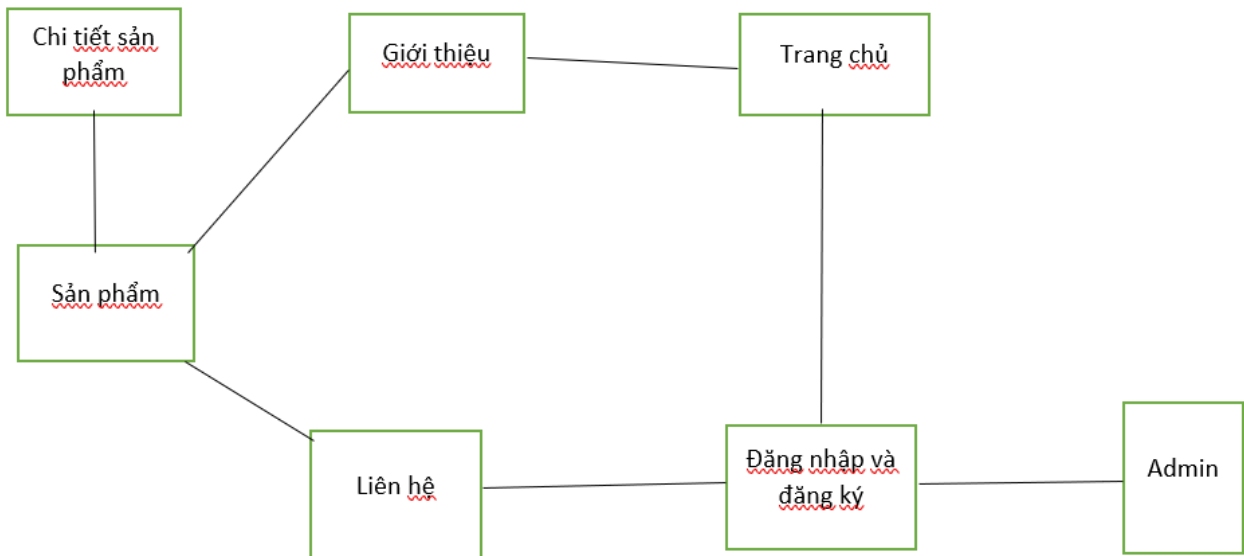 Chi tiết sản
phẩm
Giới thiệu
Trang chủ
Sản phẩm
Liên hệ
Đăng nhập và
đăng ký
Admin